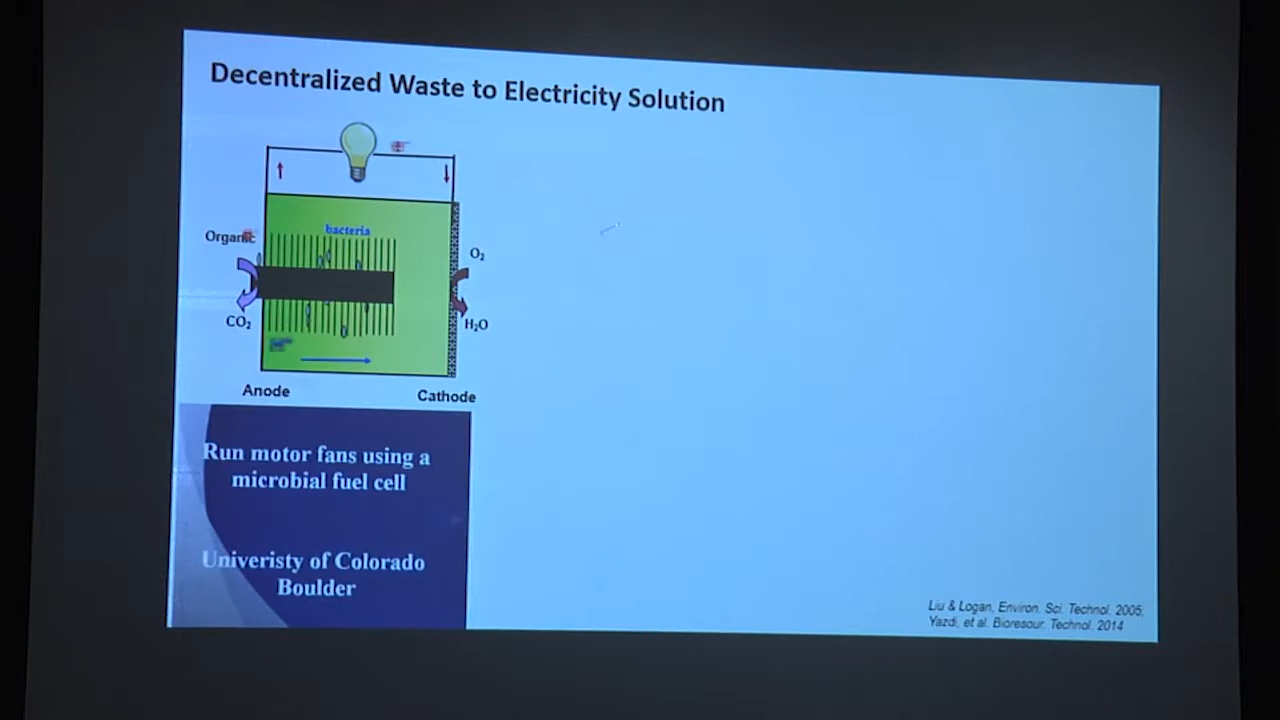 Decentralized Waste to Electricity Solution
bacteria
Organic
O₂
CO₂
H₂O
Anode
Cathode
Run motor fans using a
microbial fuel cell
Univeristy of Colorado
Boulder
Liu & Logan, Environ. Sci. Technol. 2005;
Yazdi, et al. Bioresour. Technol. 2014